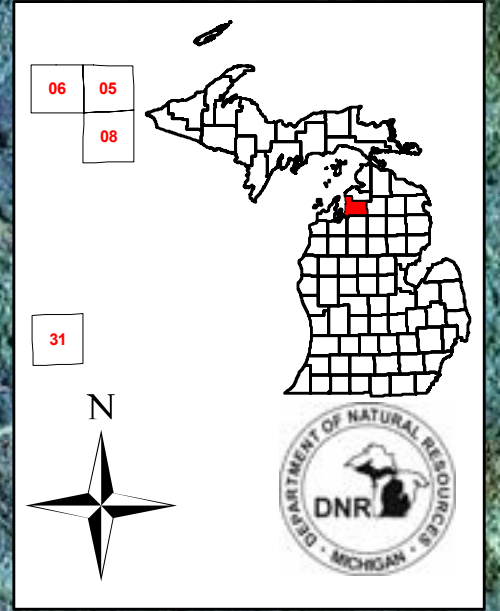 06 05
08
31
N
DEPARTMENT OF NATURAL RESOURCES
DNR
• MICHIGAN •